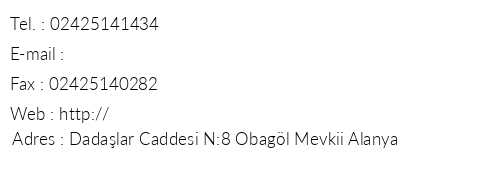 Tel. : 02425141434
E-mail :
Fax : 02425140282
Web : http://
Adres : Dadaşlar Caddesi N:8 Obagöl Mevkii Alanya